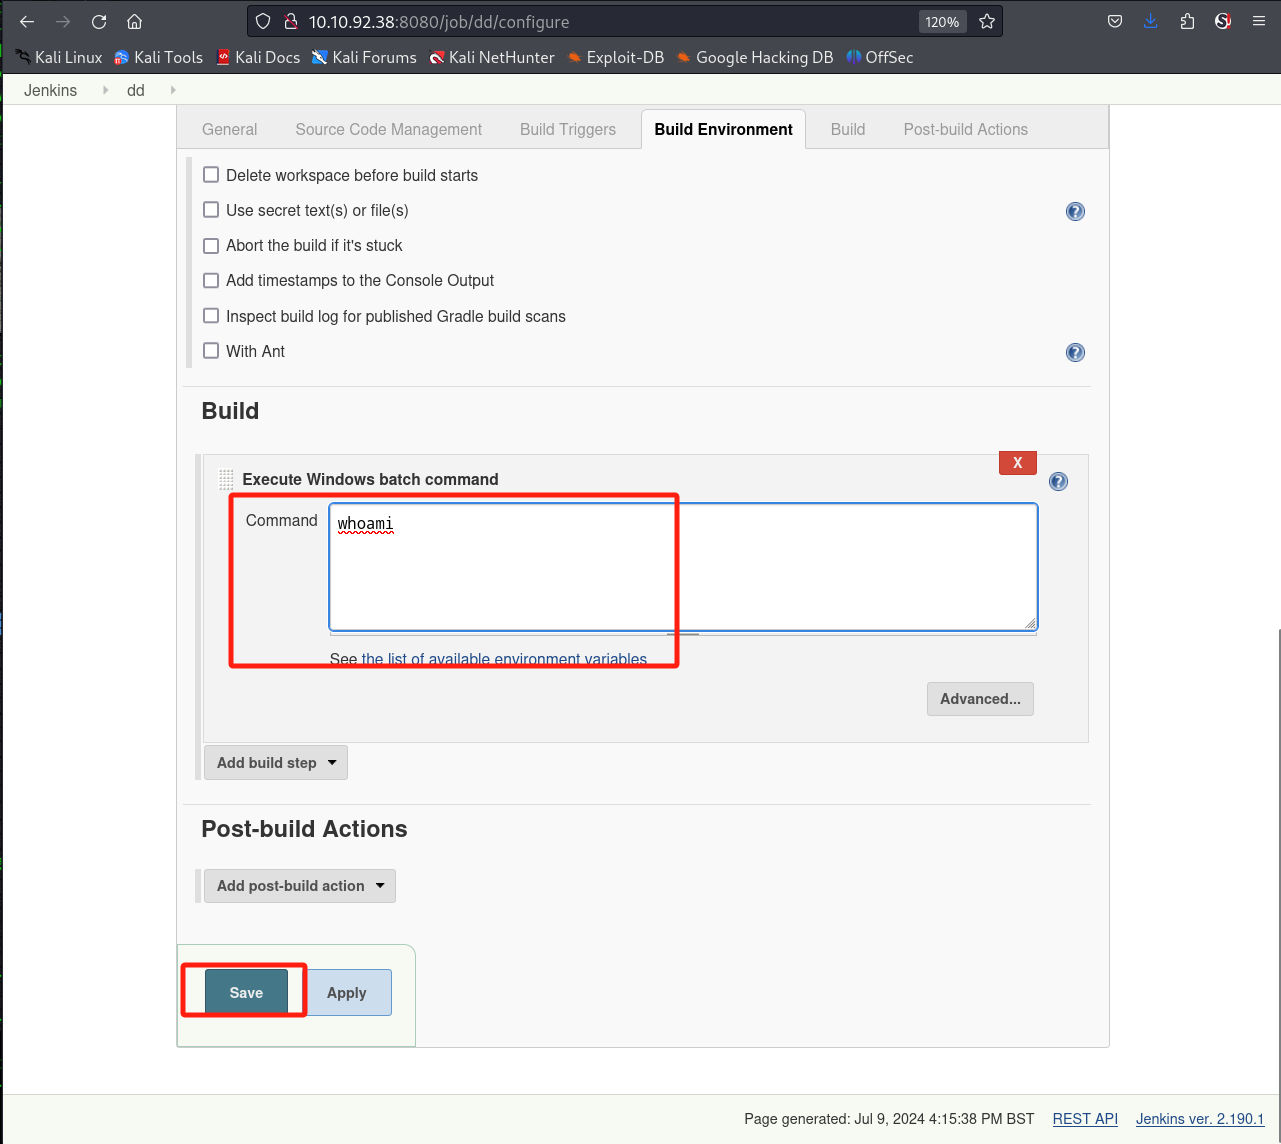 10.10.92.38:8080/job/dd/configure 120%
Kali Linux Kali Tools Kali Docs Kali Forums Kali NetHunter Exploit-DB Google Hacking DB OffSec
Jenkins dd
General Source Code Management Build Triggers Build Environment Build Post-build Actions
Delete workspace before build starts
Use secret text(s) or file(s)
Abort the build if it's stuck
Add timestamps to the Console Output
Inspect build log for published Gradle build scans
With Ant
Build
X
Execute Windows batch command
Command whoami
See the list of available environment variables
Advanced...
Add build step
Post-build Actions
Add post-build action
Save Apply
Page generated: Jul 9, 2024 4:15:38 PM BST REST API Jenkins ver. 2.190.1